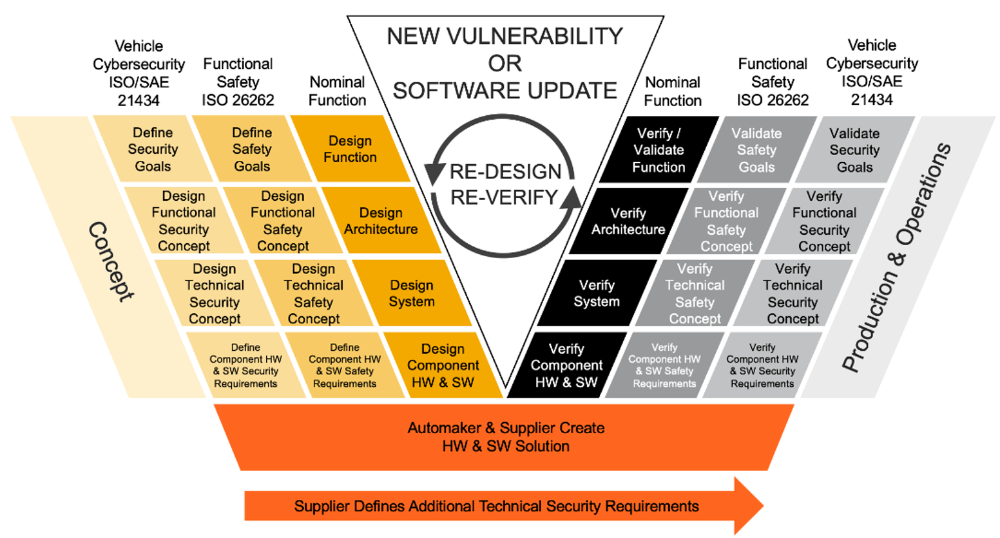 NEW VULNERABILITY
OR
SOFTWARE UPDATE
Vehicle
Cybersecurity
ISO/SAE
21434
Functional
Safety
ISO 26262
Nominal
Function
Nominal
Function
Functional
Safety
ISO 26262
Vehicle
Cybersecurity
ISO/SAE
21434
Concept
Define
Security
Goals
Define
Safety
Goals
Design
Function
RE-DESIGN
RE-VERIFY
Verify /
Validate
Function
Validate
Safety
Goals
Validate
Security
Goals
Production & Operations
Design
Functional
Security
Concept
Design
Functional
Safety
Concept
Design
Architecture
Verify
Architecture
Verify
Functional
Safety
Concept
Verify
Functional
Security
Concept
Design
Technical
Security
Concept
Design
Technical
Safety
Concept
Design
System
Verify
System
Verify
Technical
Safety
Concept
Verify
Technical
Security
Concept
Define
Component HW
& SW Security
Requirements
Define
Component HW
& SW Safety
Requirements
Design
Component
HW & SW
Verify
Component
HW & SW
Verify
Component HW
& SW Safety
Requirements
Verify
Component HW
& SW Security
Requirements
Automaker & Supplier Create
HW & SW Solution
Supplier Defines Additional Technical Security Requirements